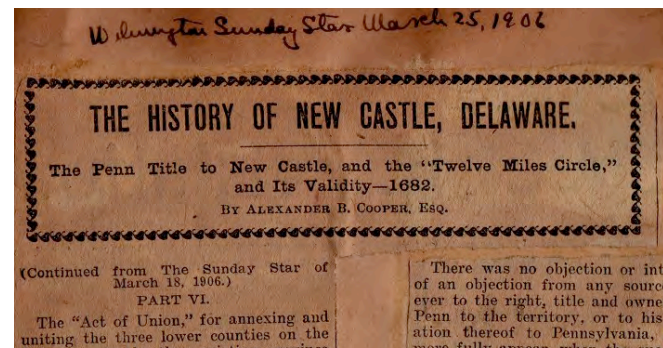 Wilmington Sunday Star March 25, 1906
THE HISTORY OF NEW CASTLE, DELAWARE.
The Penn Title to New Castle, and the "Twelve Miles Circle,"
and Its Validity—1682.
BY ALEXANDER B. COOPER, ESQ.
(Continued from The Sunday Star of
March 18, 1906.)
PART VI.
The "Act of Union," for annexing and
uniting the three lower counties on the
There was no objection or int
of an objection from any sourc
ever to the right, title and owne
Penn to the territory, or to his
ation thereof to Pennsylvania,